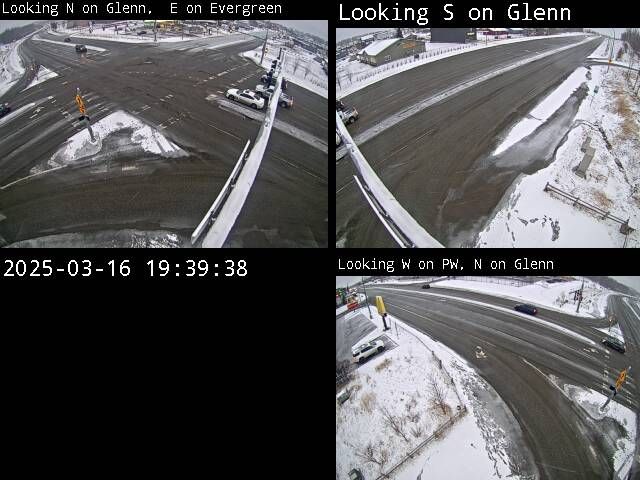 Looking N on Glenn,  E on Evergreen
Looking S on Glenn
2025-03-16 19:39:38
Looking W on PW, N on Glenn